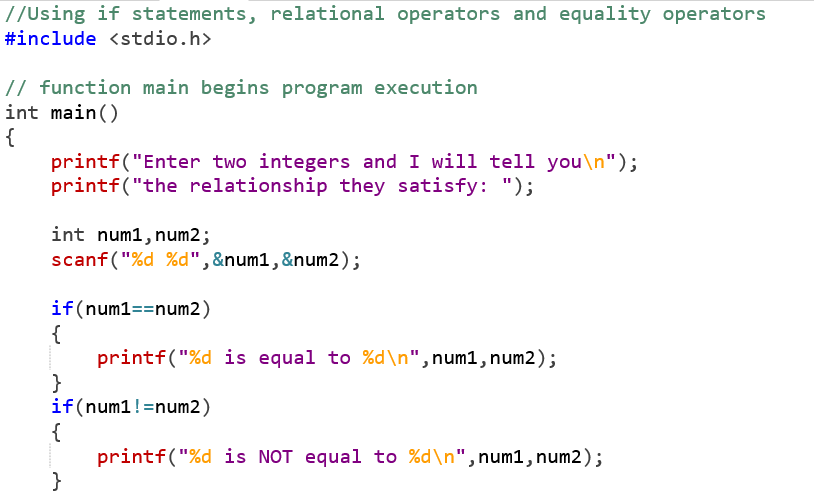 //Using if statements, relational operators and equality operators
#include <stdio.h>
// function main begins program execution
int main()
{
printf("Enter two integers and I will tell you\n");
printf("the relationship they satisfy: ");
int num1,num2;
scanf("%d %d",&num1,&num2);
if(num1==num2)
{
printf("%d is equal to %d\n",num1,num2);
}
if(num1!=num2)
{
printf("%d is NOT equal to %d\n",num1,num2);
}